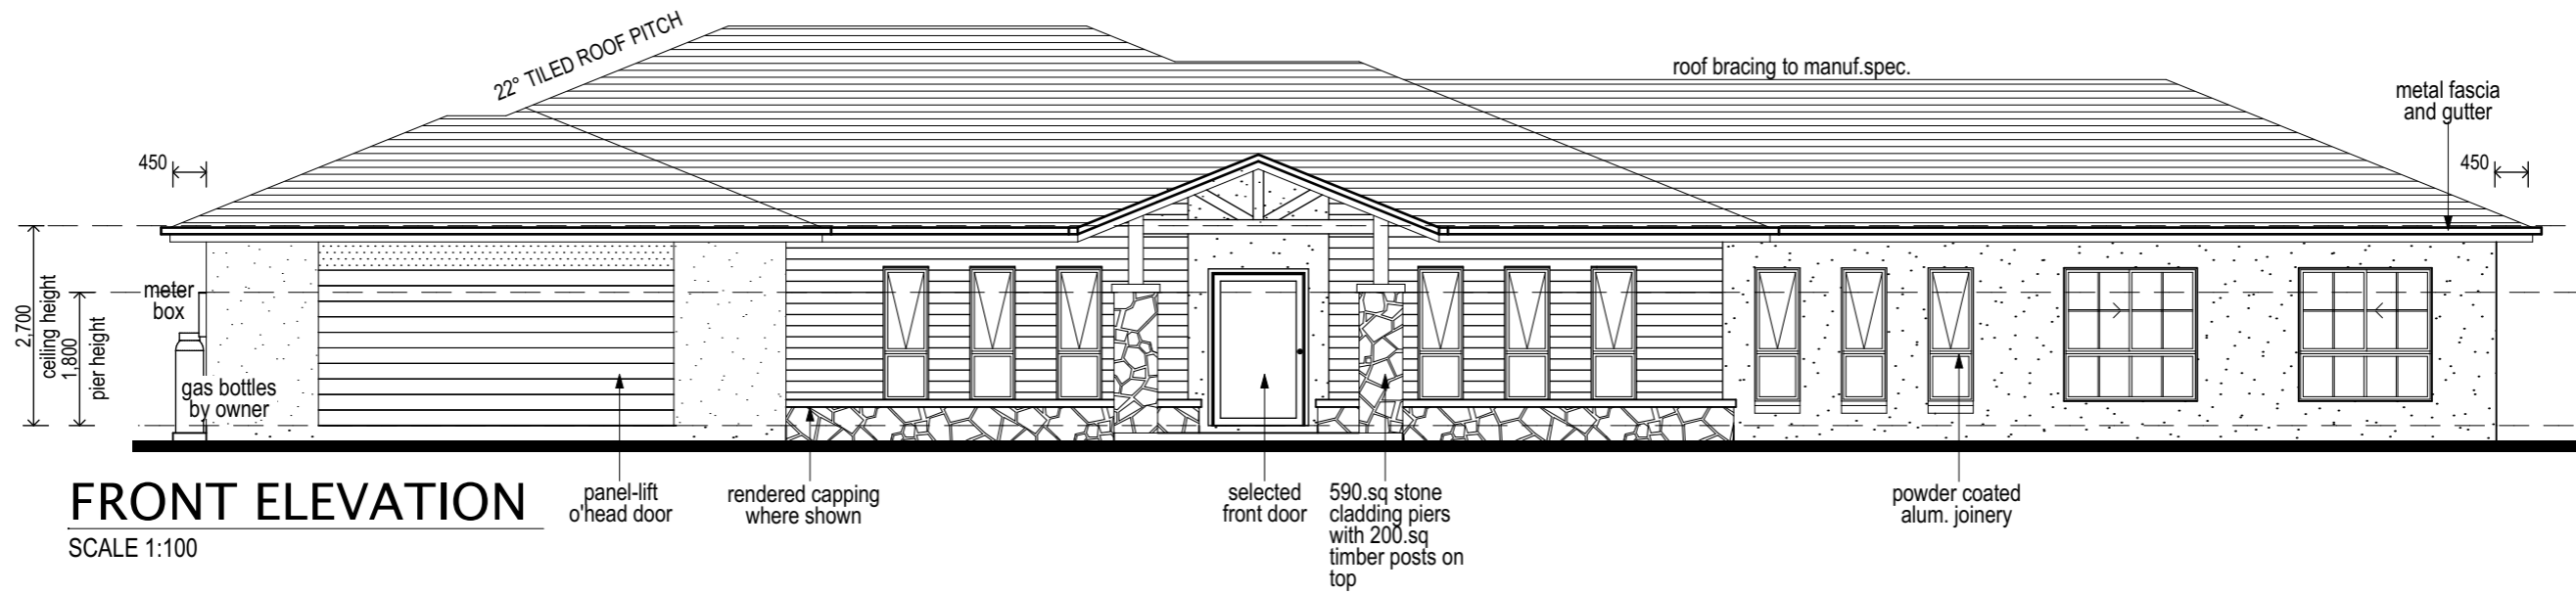 22° TILED ROOF PITCH
roof bracing to manuf.spec.
metal fascia
and gutter
450
450
2,700
ceiling height
1,800
pier height
meter
box
gas bottles
by owner
panel-lift
o'head door
rendered capping
where shown
selected
front door
590.sq stone
cladding piers
with 200.sq
timber posts on
top
powder coated
alum. joinery
FRONT ELEVATION
SCALE 1:100